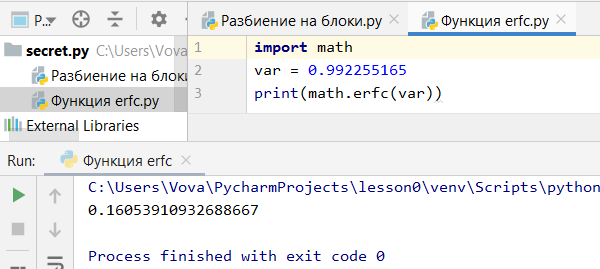 P...
secret.py C:\Users\Vova
Разбиение на блоки
Функция erfc.py
External Libraries
Разбиение на блоки.py
Функция erfc.py
1 import math
2 var = 0.992255165
3 print(math.erfc(var))
Run: Функция erfc
C:\Users\Vova\PycharmProjects\lesson0\venv\Scripts\python
0.16053910932688667
Process finished with exit code 0